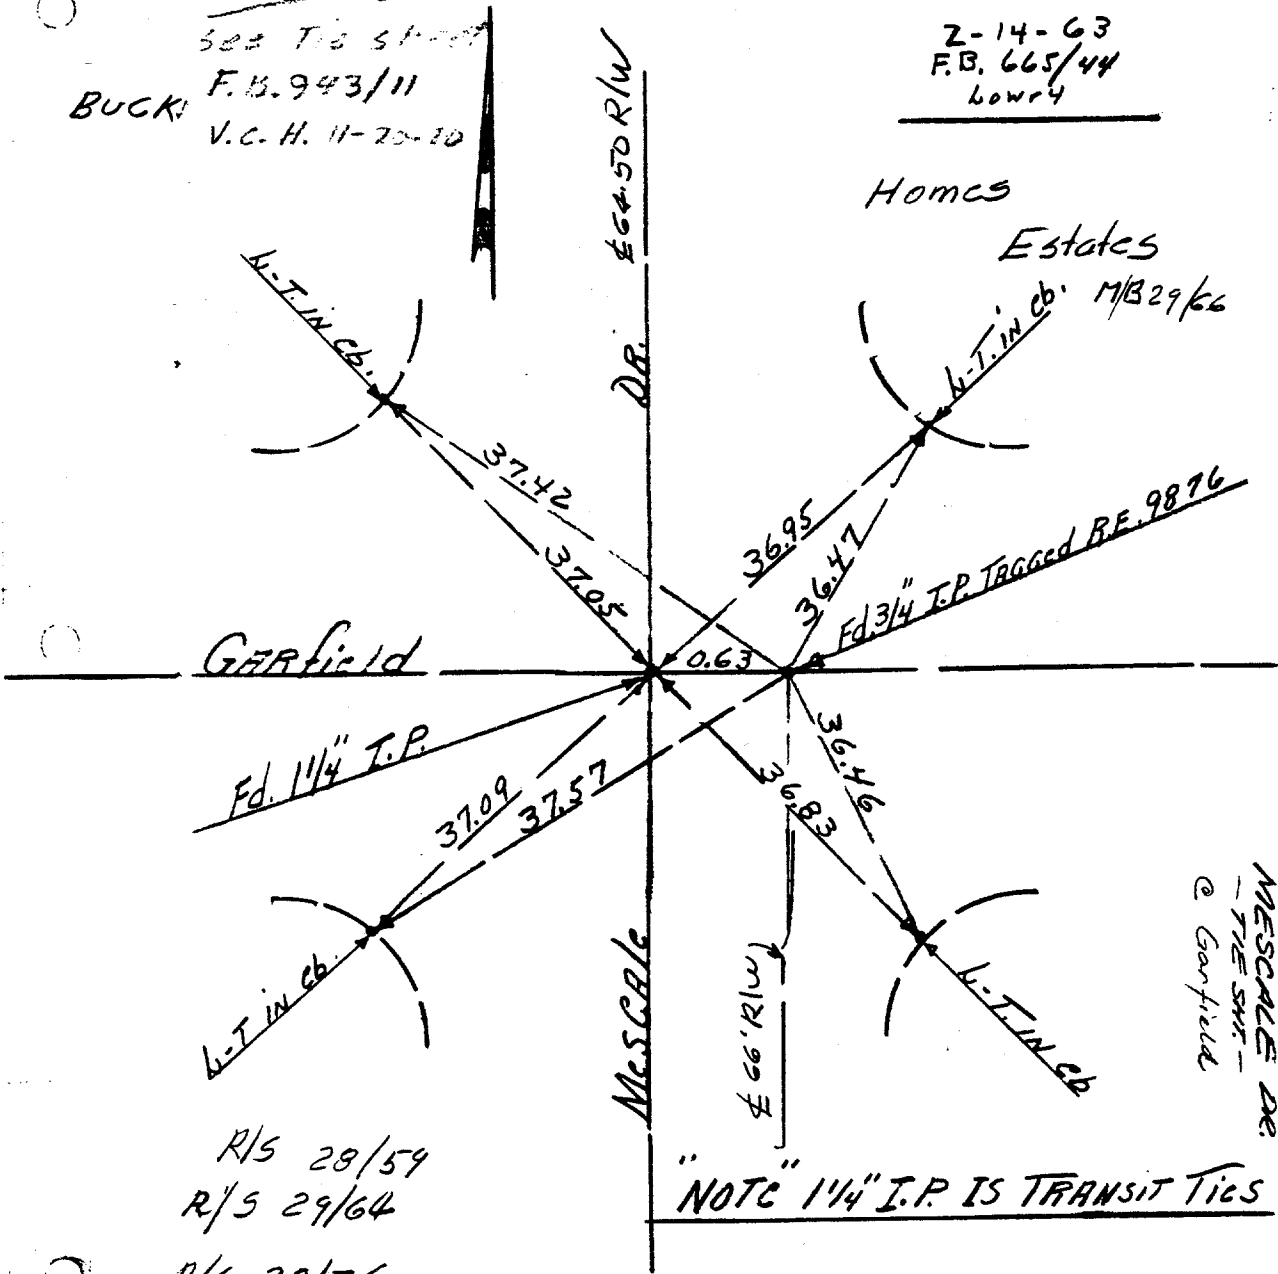 See Tie sheet
F.B. 943/11
V.C.H. 11-20-
BUCK
2-14-63
F.B. 665/44
Lowry
Homes
Estates
M/B 29/66
℄ 64.50 R/W
DR.
L-T. IN cb.
L-T. IN cb.
37.42
37.05
36.95
36.47
Fd. 3/4" I.P. TAGGED R.E. 9876
GARfield
0.63
Fd. 1 1/4" I.P.
37.09
37.57
36.46
36.83
L-T IN cb.
L-T. IN cb
MESCAlE
℄ 66' R/W
MESCALE DR.
- TIE SHT. -
@ Garfield
R/S 28/59
R/S 29/64
"NOTE" 1 1/4" I.P. IS TRANSIT TIES